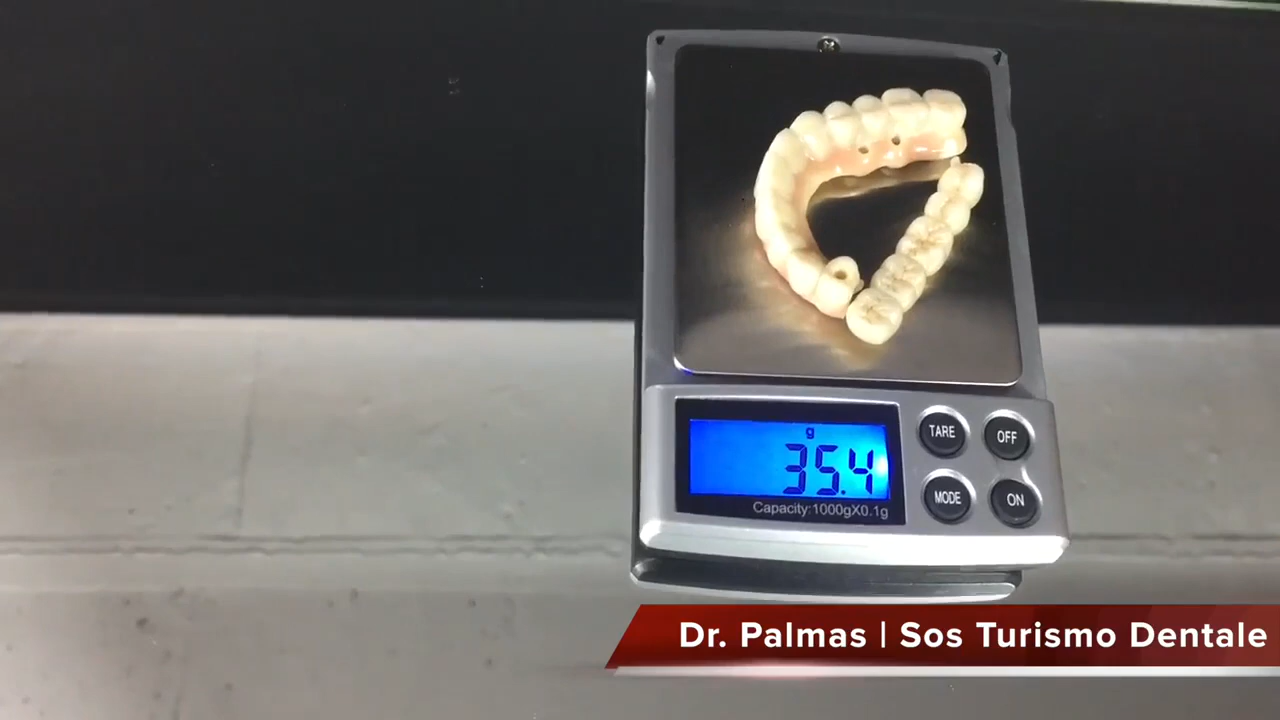 g
35.4
Capacity:1000gX0.1g
TARE
OFF
MODE
ON
Dr. Palmas | Sos Turismo Dentale